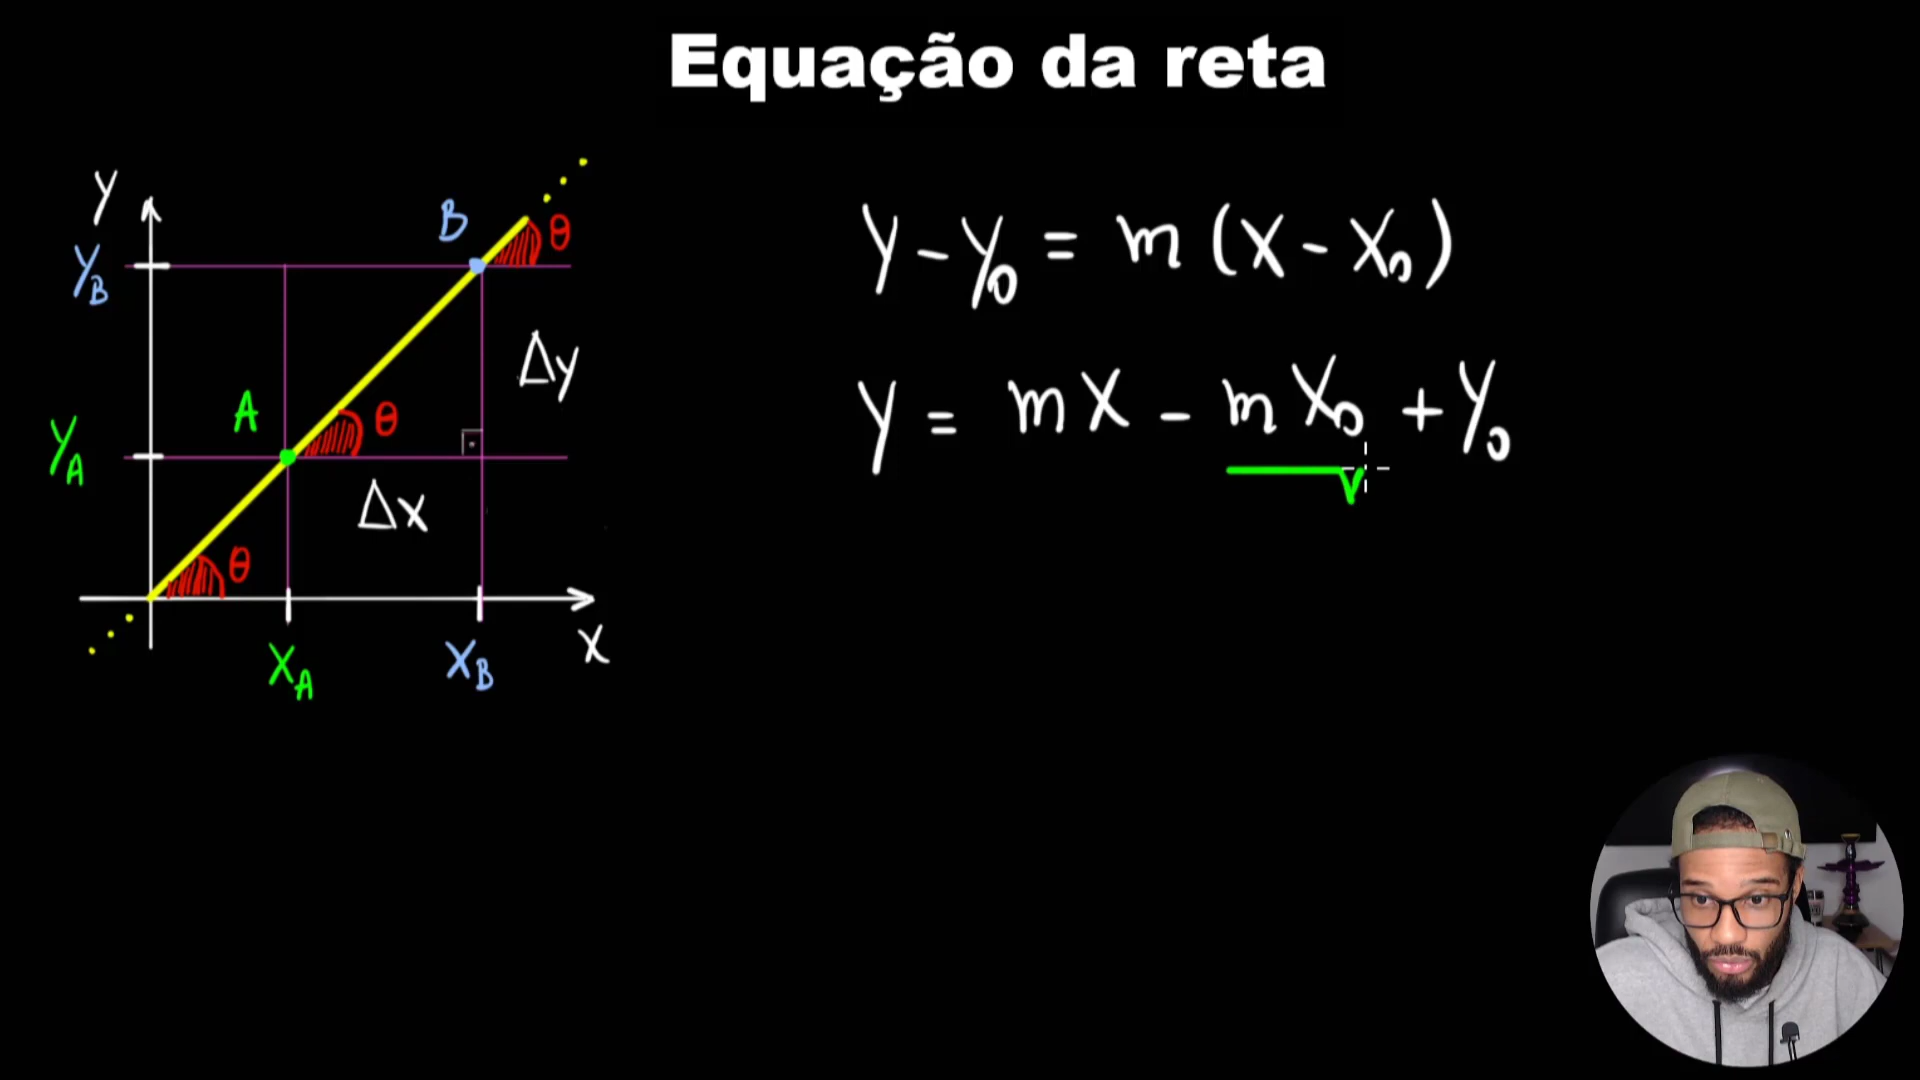 Equação da reta
y
y_B
B
θ
Δy
A
θ
y_A
Δx
θ
x_A
x_B
x
y - y₀ = m (x - x₀)
y = mx - mx₀ + y₀